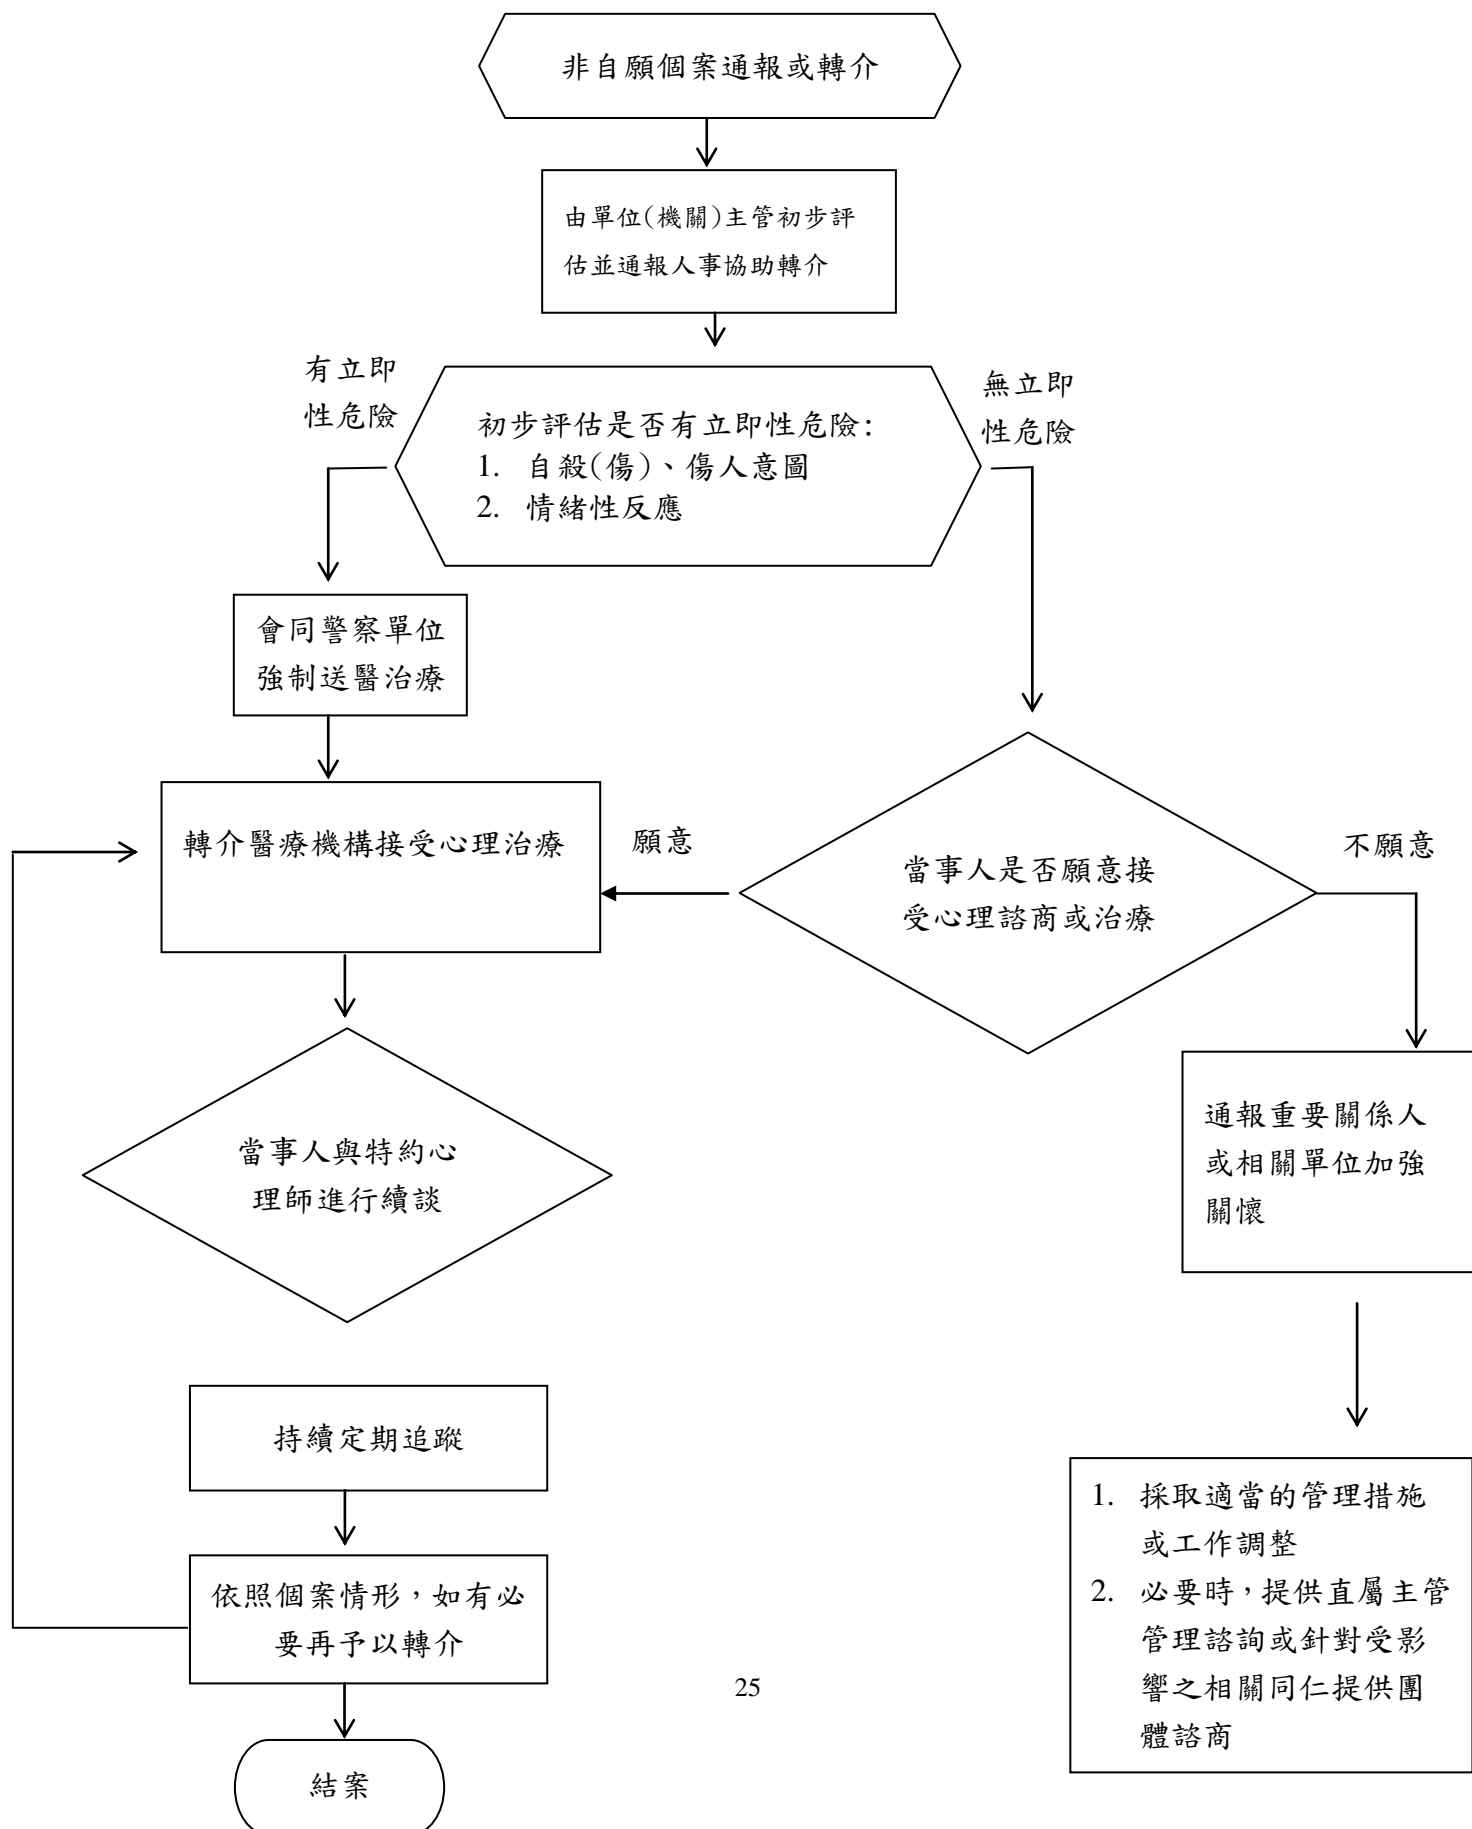 非自願個案通報或轉介
由單位(機關)主管初步評
估並通報人事協助轉介
有立即
性危險
無立即
性危險
初步評估是否有立即性危險:
1. 自殺(傷)、傷人意圖
2. 情緒性反應
會同警察單位
強制送醫治療
轉介醫療機構接受心理治療
願意
當事人是否願意接
受心理諮商或治療
不願意
當事人與特約心
理師進行續談
通報重要關係人
或相關單位加強
關懷
持續定期追蹤
依照個案情形，如有必
要再予以轉介
結案
1. 採取適當的管理措施
或工作調整
2. 必要時，提供直屬主管
管理諮詢或針對受影
響之相關同仁提供團
體諮商
25